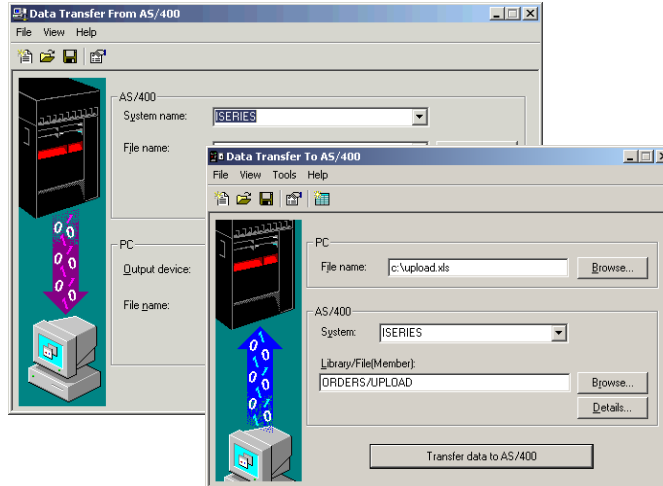 Data Transfer From AS/400
File View Help
AS/400
System name: ISERIES
File name:
PC
Output device:
File name:
Data Transfer To AS/400
File View Tools Help
PC
File name: c:\upload.xls Browse...
AS/400
System: ISERIES
Library/File(Member):
ORDERS/UPLOAD Browse...
Details...
Transfer data to AS/400